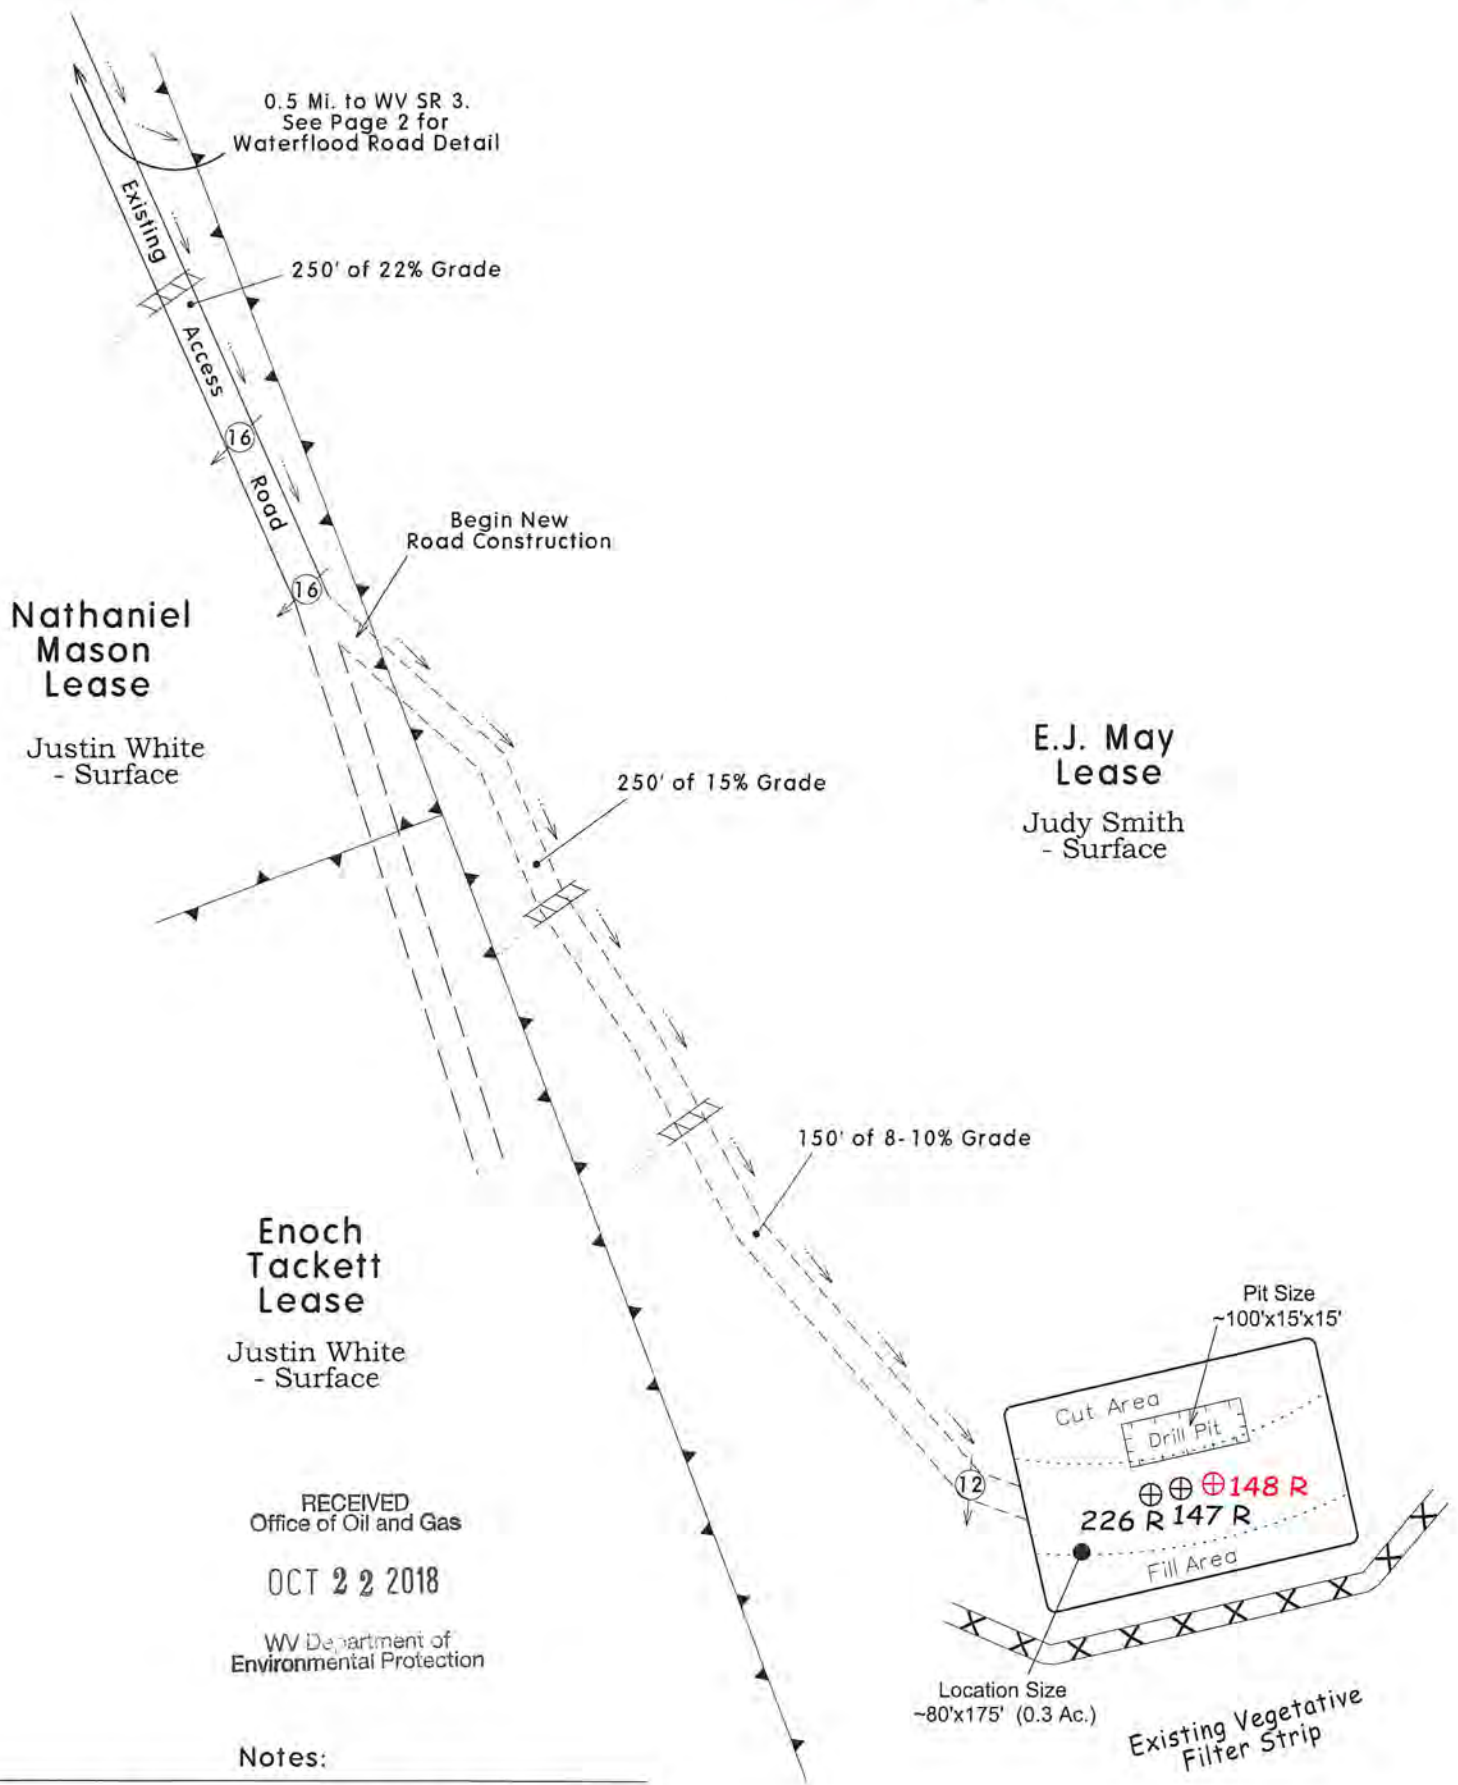 0.5 Mi. to WV SR 3.
See Page 2 for
Waterflood Road Detail
Existing
250' of 22% Grade
Access
16
Road
Begin New
Road Construction
16
Nathaniel
Mason
Lease
Justin White
- Surface
E.J. May
Lease
Judy Smith
- Surface
250' of 15% Grade
150' of 8-10% Grade
Enoch
Tackett
Lease
Justin White
- Surface
Pit Size
~100'x15'x15'
Cut Area
Drill Pit
12
148 R
226 R 147 R
Fill Area
RECEIVED
Office of Oil and Gas
OCT 22 2018
WV Department of
Environmental Protection
Location Size
~80'x175' (0.3 Ac.)
Existing Vegetative
Filter Strip
Notes: